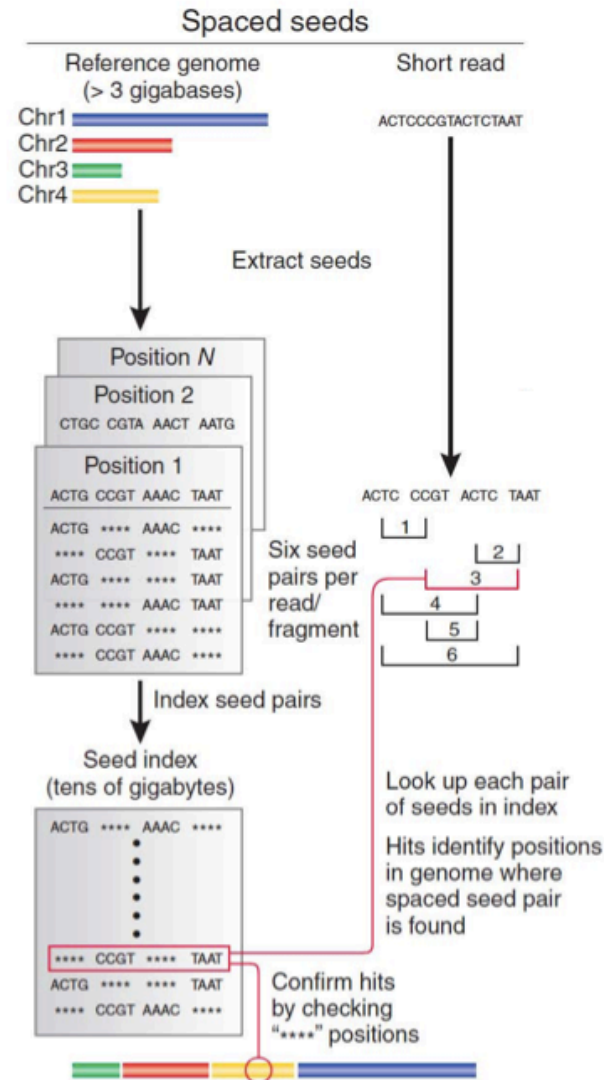 Spaced seeds
Reference genome
(> 3 gigabases)
Short read
Chr1
Chr2
Chr3
Chr4
ACTCCCGTACTCTAAT
Extract seeds
Position N
Position 2
CTGC CGTA AACT AATG
Position 1
ACTG CCGT AAAC TAAT
ACTG **** AAAC ****
**** CCGT **** TAAT
ACTG **** **** TAAT
**** **** AAAC TAAT
ACTG CCGT **** ****
**** CCGT AAAC ****
ACTC CCGT ACTC TAAT
1
2
3
4
5
6
Six seed
pairs per
read/
fragment
Index seed pairs
Seed index
(tens of gigabytes)
ACTG **** AAAC ****
**** CCGT **** TAAT
ACTG **** **** TAAT
**** CCGT AAAC ****
Look up each pair
of seeds in index
Hits identify positions
in genome where
spaced seed pair
is found
Confirm hits
by checking
"****" positions